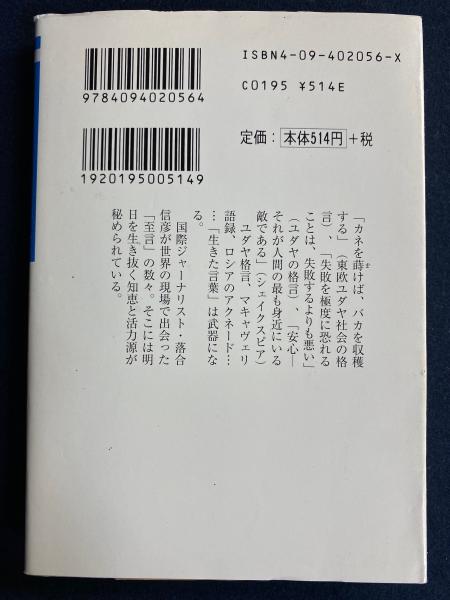 ISBN4-09-402056-X
9784094020564
C0195 ¥514E
定価：本体514円＋税
1920195005149
「カネを蒔けば、バカを収穫
する」（東欧ユダヤ社会の格
言）、「失敗を極度に恐れる
ことは、失敗するよりも悪い」
（ユダヤの格言）、「安心―
それが人間の最も身近にいる
敵である」（シェイクスピア）
ユダヤ格言、マキャヴェリ
語録、ロシアのアクネード…
…「生きた言葉」は武器にな
る。
国際ジャーナリスト・落合
信彦が世界の現場で出会った
「至言」の数々。そこには明
日を生き抜く知恵と活力源が
秘められている。